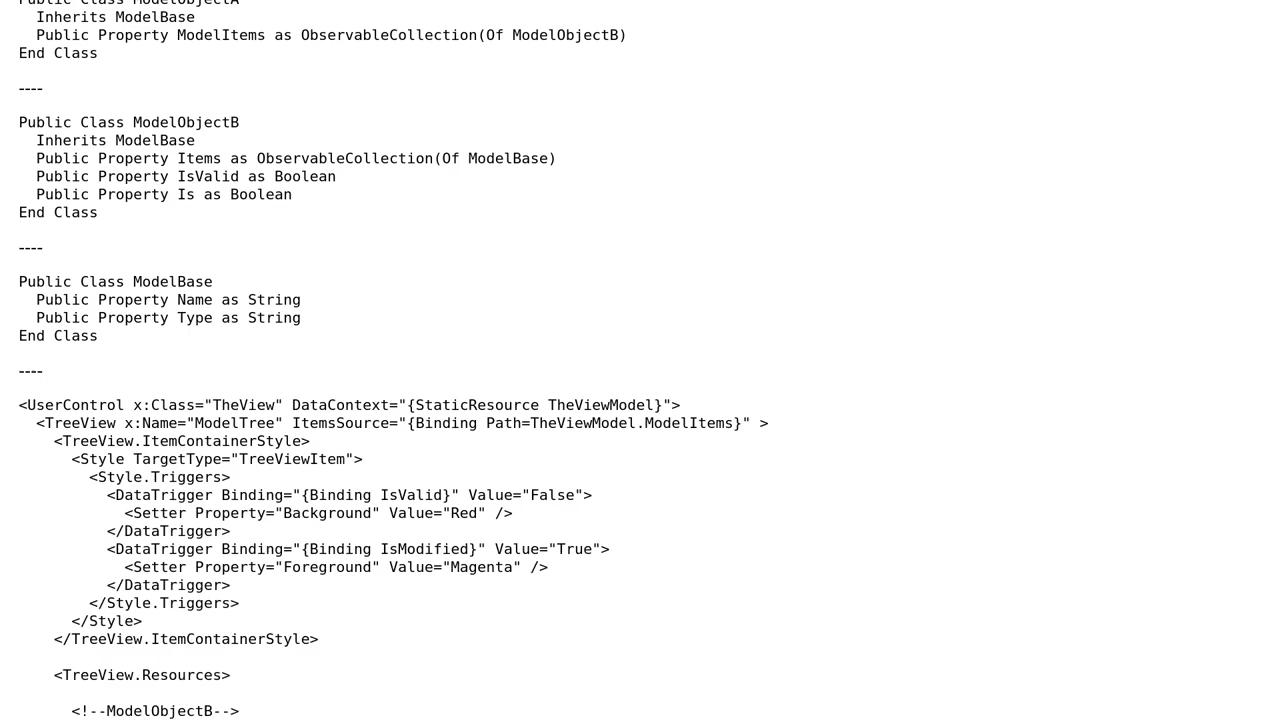 Public Class ModelObjectA
  Inherits ModelBase
  Public Property ModelItems as ObservableCollection(Of ModelObjectB)
End Class
----
Public Class ModelObjectB
  Inherits ModelBase
  Public Property Items as ObservableCollection(Of ModelBase)
  Public Property IsValid as Boolean
  Public Property Is as Boolean
End Class
----
Public Class ModelBase
  Public Property Name as String
  Public Property Type as String
End Class
----
<UserControl x:Class="TheView" DataContext="{StaticResource TheViewModel}">
  <TreeView x:Name="ModelTree" ItemsSource="{Binding Path=TheViewModel.ModelItems}" >
    <TreeView.ItemContainerStyle>
      <Style TargetType="TreeViewItem">
        <Style.Triggers>
          <DataTrigger Binding="{Binding IsValid}" Value="False">
            <Setter Property="Background" Value="Red" />
          </DataTrigger>
          <DataTrigger Binding="{Binding IsModified}" Value="True">
            <Setter Property="Foreground" Value="Magenta" />
          </DataTrigger>
        </Style.Triggers>
      </Style>
    </TreeView.ItemContainerStyle>
    <TreeView.Resources>
      <!--ModelObjectB-->